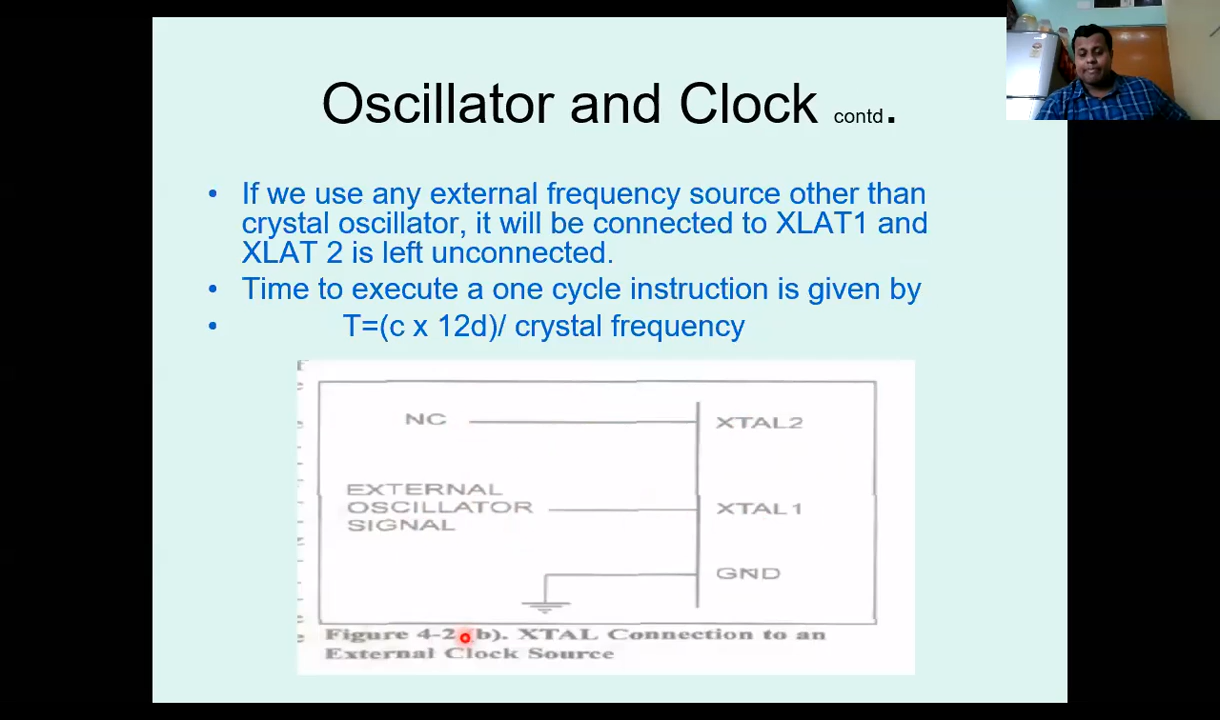 Oscillator and Clock contd.
• If we use any external frequency source other than
crystal oscillator, it will be connected to XLAT1 and
XLAT 2 is left unconnected.
• Time to execute a one cycle instruction is given by
• T=(c x 12d)/ crystal frequency
NC
XTAL2
EXTERNAL
OSCILLATOR
SIGNAL
XTAL1
GND
Figure 4-2 (b). XTAL Connection to an
External Clock Source